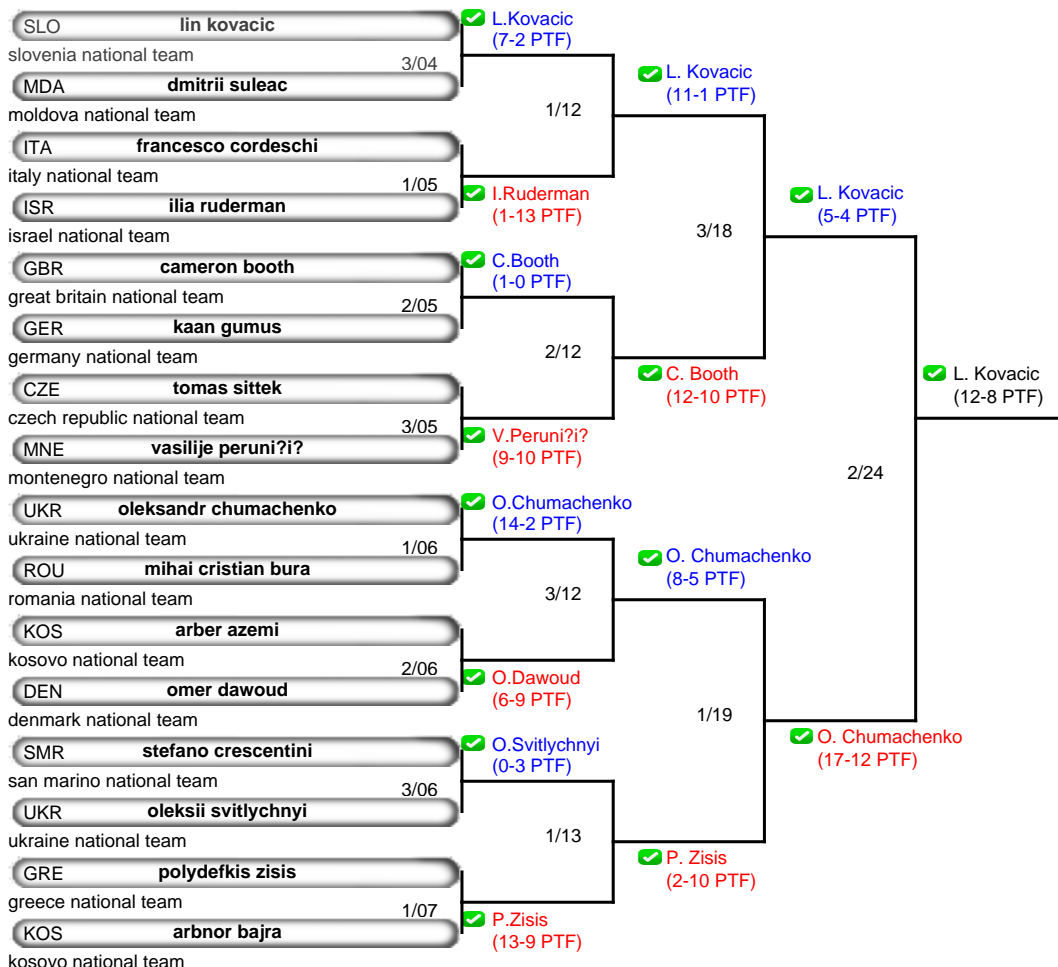 SLO lin kovacic
slovenia national team
3/04
MDA dmitrii suleac
moldova national team
ITA francesco cordeschi
italy national team
1/05
ISR ilia ruderman
israel national team
GBR cameron booth
great britain national team
2/05
GER kaan gumus
germany national team
CZE tomas sittek
czech republic national team
3/05
MNE vasilije peruni?i?
montenegro national team
UKR oleksandr chumachenko
ukraine national team
1/06
ROU mihai cristian bura
romania national team
KOS arber azemi
kosovo national team
2/06
DEN omer dawoud
denmark national team
SMR stefano crescentini
san marino national team
3/06
UKR oleksii svitlychnyi
ukraine national team
GRE polydefkis zisis
greece national team
1/07
KOS arbnor bajra
kosovo national team
L.Kovacic
(7-2 PTF)
1/12
I.Ruderman
(1-13 PTF)
C.Booth
(1-0 PTF)
2/12
V.Peruni?i?
(9-10 PTF)
O.Chumachenko
(14-2 PTF)
3/12
O.Dawoud
(6-9 PTF)
O.Svitlychnyi
(0-3 PTF)
1/13
P.Zisis
(13-9 PTF)
L. Kovacic
(11-1 PTF)
3/18
C. Booth
(12-10 PTF)
O. Chumachenko
(8-5 PTF)
1/19
P. Zisis
(2-10 PTF)
L. Kovacic
(5-4 PTF)
2/24
O. Chumachenko
(17-12 PTF)
L. Kovacic
(12-8 PTF)